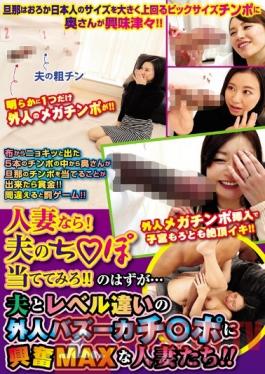 旦那はおろか日本人のサイズを大きく上回るビックサイズチンポに
奥さんが興味津々!!
夫の粗チン
明らかに1つだけ
外人のメガチンポが!!
布からニョキッと出た
5本のチンポの中から奥さんが
旦那のチンポを当てることが
出来たら賞金!!
間違えると罰ゲーム!!
外人メガチンポ挿入で
子宮もろとも絶頂イキ!!
人妻なら!
夫のち○ぽ
当ててみろ!!のはずが…
夫とレベル違いの
外人バズーカチ○ポに
興奮MAXな人妻たち!!